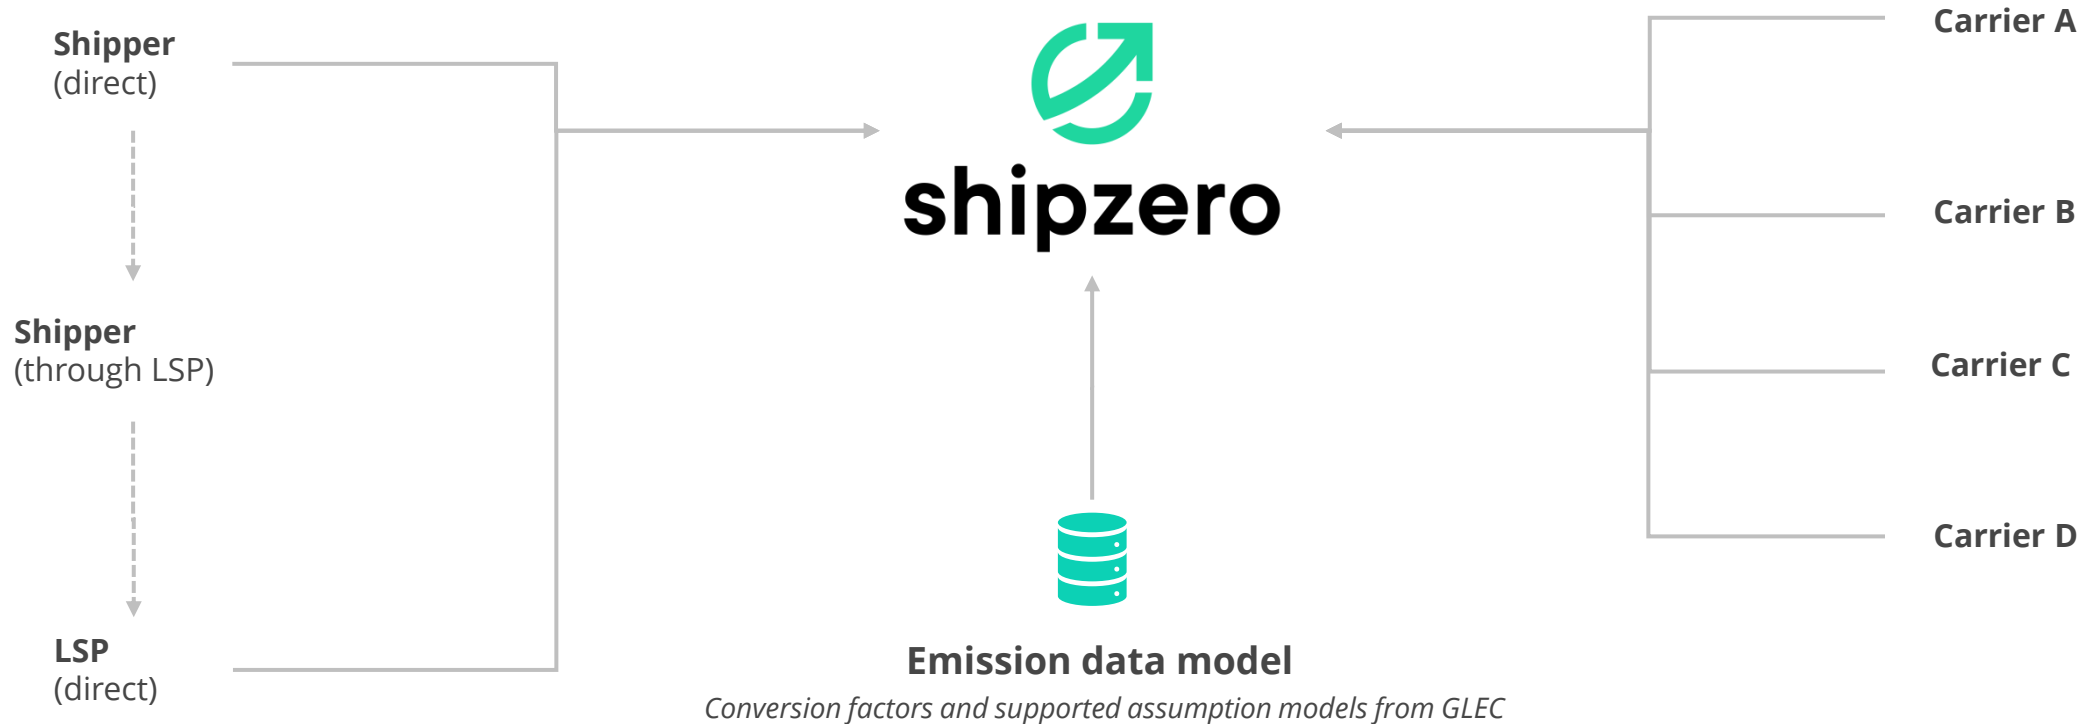 Shipper
(direct)
Shipper
(through LSP)
LSP
(direct)
shipzero
Emission data model
Conversion factors and supported assumption models from GLEC
Carrier A
Carrier B
Carrier C
Carrier D